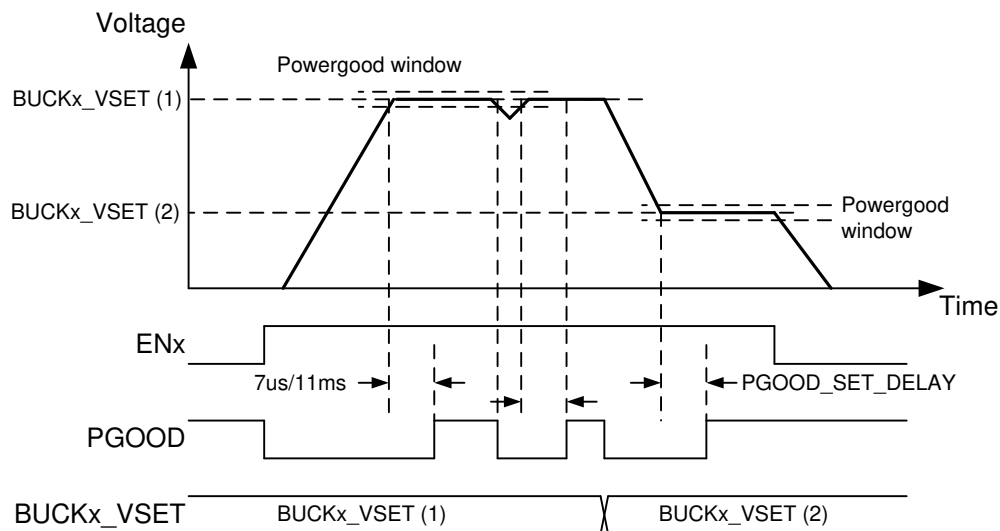 Voltage
Powergood window
BUCKx_VSET (1)
BUCKx_VSET (2)
Powergood
window
Time
ENx
7us/11ms
PGOOD_SET_DELAY
PGOOD
BUCKx_VSET
BUCKx_VSET (1)
BUCKx_VSET (2)